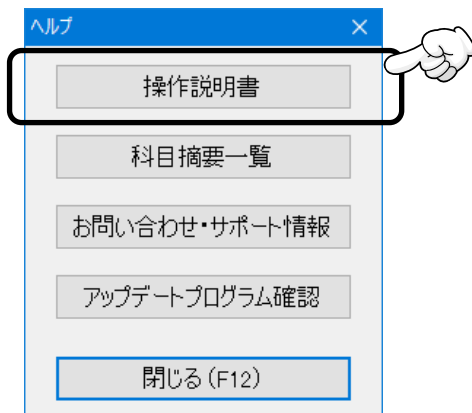 ヘルプ
操作説明書
科目摘要一覧
お問い合わせ・サポート情報
アップデートプログラム確認
閉じる(F12)